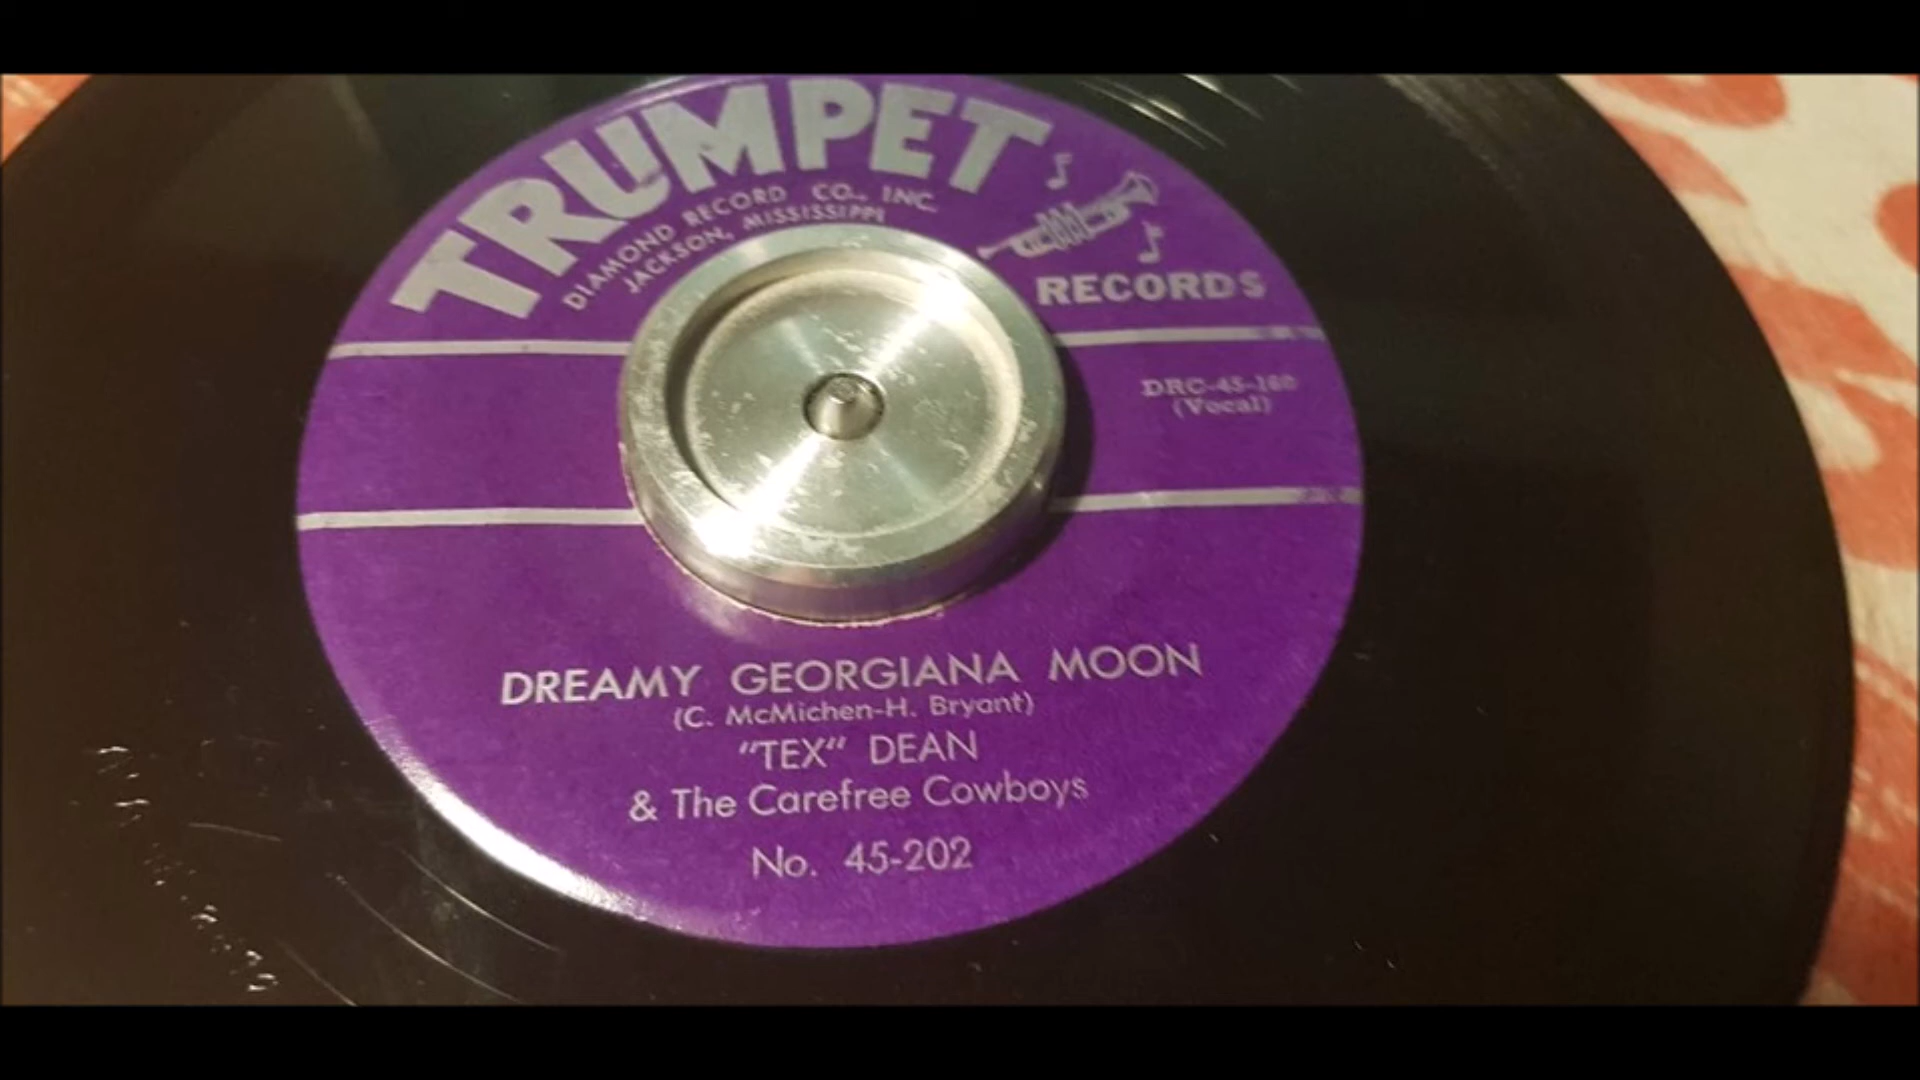 TRUMPET
DIAMOND RECORD CO., INC.
JACKSON, MISSISSIPPI
RECORDS
(Vocal)
DREAMY GEORGIANA MOON
(C. McMichen-H. Bryant)
"TEX" DEAN
& The Carefree Cowboys
No. 45-202